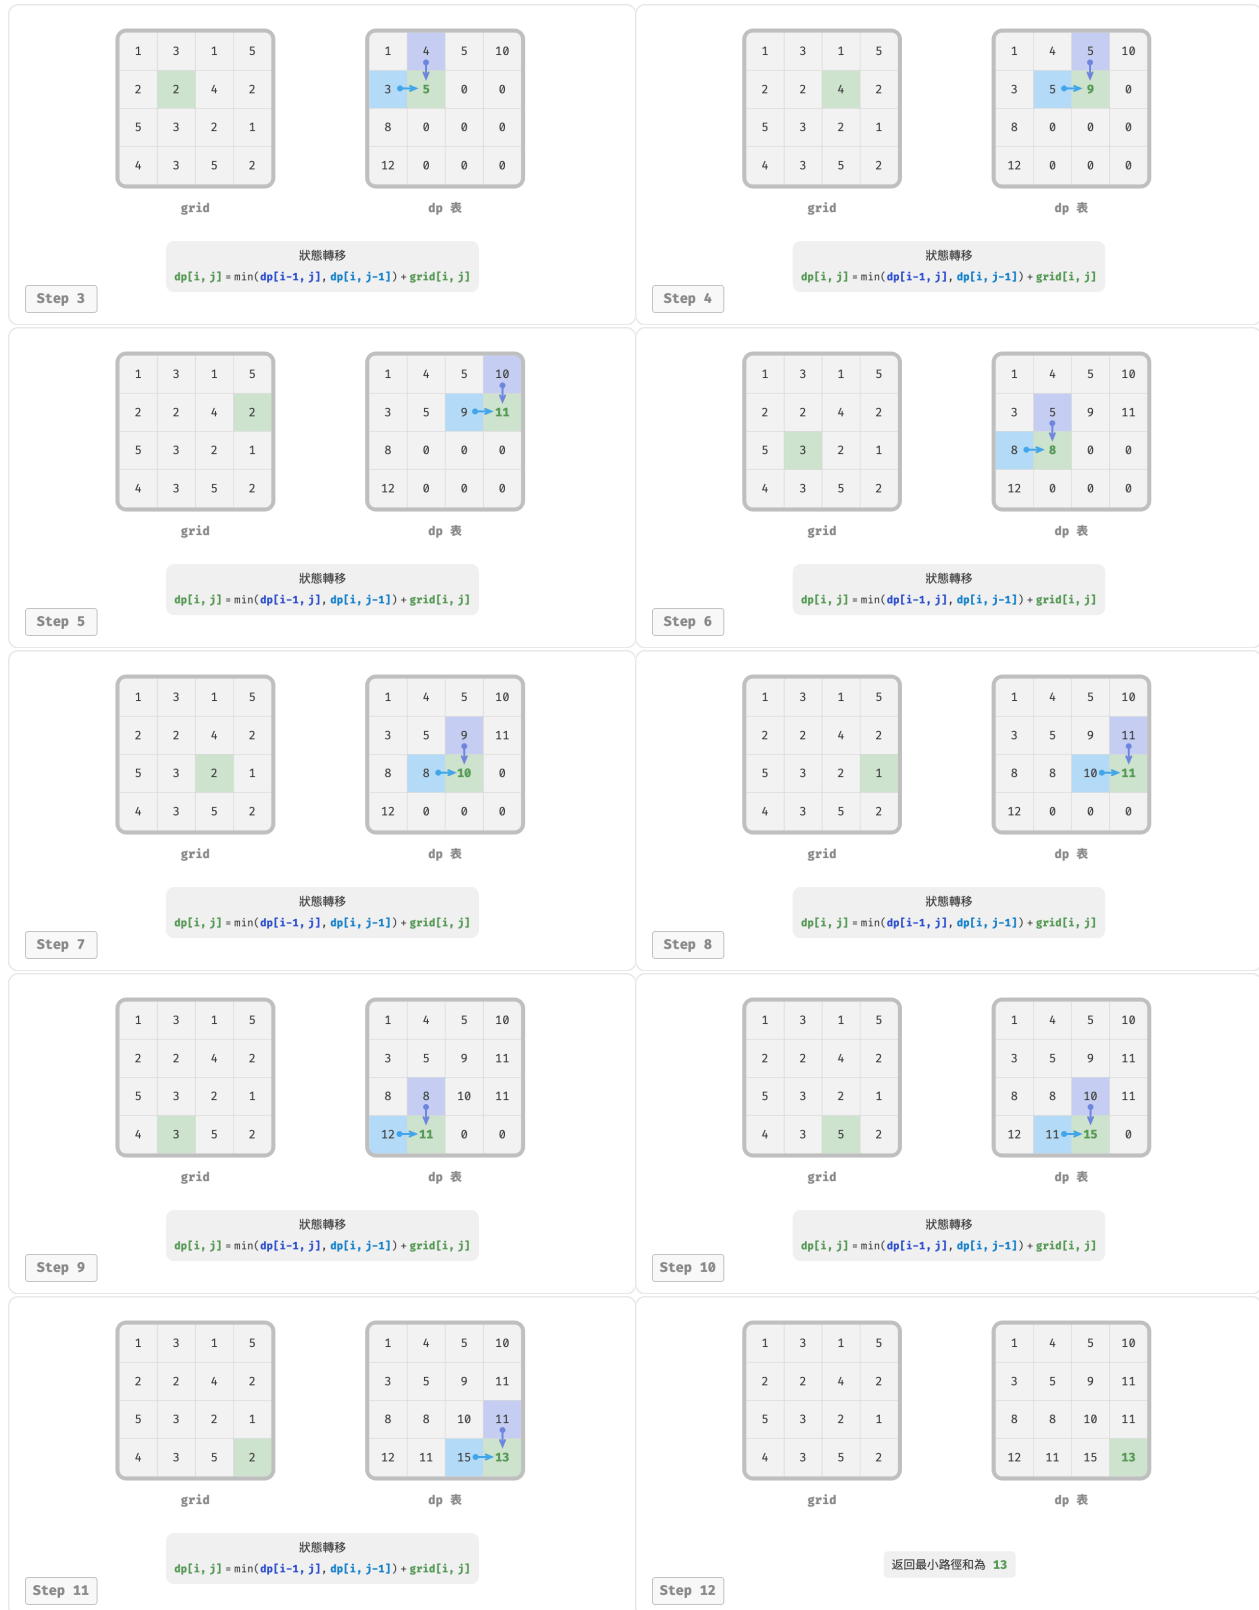 1 3 1 5
2 2 4 2
5 3 2 1
4 3 5 2
grid
1 4 5 10
3 5 0 0
8 0 0 0
12 0 0 0
dp 表
狀態轉移
dp[i, j] = min(dp[i-1, j], dp[i, j-1]) + grid[i, j]
Step 3
1 3 1 5
2 2 4 2
5 3 2 1
4 3 5 2
grid
1 4 5 10
3 5 9 0
8 0 0 0
12 0 0 0
dp 表
狀態轉移
dp[i, j] = min(dp[i-1, j], dp[i, j-1]) + grid[i, j]
Step 4
1 3 1 5
2 2 4 2
5 3 2 1
4 3 5 2
grid
1 4 5 10
3 5 9 11
8 0 0 0
12 0 0 0
dp 表
狀態轉移
dp[i, j] = min(dp[i-1, j], dp[i, j-1]) + grid[i, j]
Step 5
1 3 1 5
2 2 4 2
5 3 2 1
4 3 5 2
grid
1 4 5 10
3 5 9 11
8 8 0 0
12 0 0 0
dp 表
狀態轉移
dp[i, j] = min(dp[i-1, j], dp[i, j-1]) + grid[i, j]
Step 6
1 3 1 5
2 2 4 2
5 3 2 1
4 3 5 2
grid
1 4 5 10
3 5 9 11
8 8 10 0
12 0 0 0
dp 表
狀態轉移
dp[i, j] = min(dp[i-1, j], dp[i, j-1]) + grid[i, j]
Step 7
1 3 1 5
2 2 4 2
5 3 2 1
4 3 5 2
grid
1 4 5 10
3 5 9 11
8 8 10 11
12 0 0 0
dp 表
狀態轉移
dp[i, j] = min(dp[i-1, j], dp[i, j-1]) + grid[i, j]
Step 8
1 3 1 5
2 2 4 2
5 3 2 1
4 3 5 2
grid
1 4 5 10
3 5 9 11
8 8 10 11
12 11 0 0
dp 表
狀態轉移
dp[i, j] = min(dp[i-1, j], dp[i, j-1]) + grid[i, j]
Step 9
1 3 1 5
2 2 4 2
5 3 2 1
4 3 5 2
grid
1 4 5 10
3 5 9 11
8 8 10 11
12 11 15 0
dp 表
狀態轉移
dp[i, j] = min(dp[i-1, j], dp[i, j-1]) + grid[i, j]
Step 10
1 3 1 5
2 2 4 2
5 3 2 1
4 3 5 2
grid
1 4 5 10
3 5 9 11
8 8 10 11
12 11 15 13
dp 表
狀態轉移
dp[i, j] = min(dp[i-1, j], dp[i, j-1]) + grid[i, j]
Step 11
1 3 1 5
2 2 4 2
5 3 2 1
4 3 5 2
grid
1 4 5 10
3 5 9 11
8 8 10 11
12 11 15 13
dp 表
返回最小路徑和為 13
Step 12